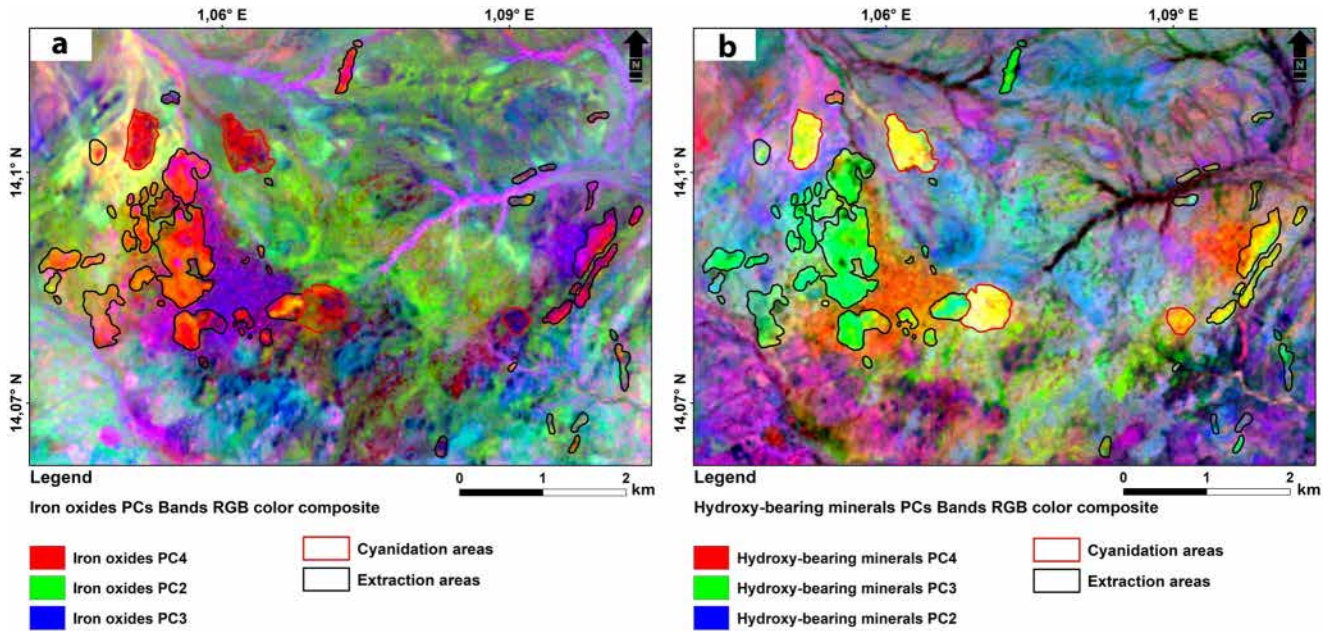 1,06° E 1,09° E
a
N
14,1° N
14,07° N
Legend
0 1 2
km
Iron oxides PCs Bands RGB color composite
Iron oxides PC4
Iron oxides PC2
Iron oxides PC3
Cyanidation areas
Extraction areas
1,06° E 1,09° E
b
N
14,1° N
14,07° N
Legend
0 1 2
km
Hydroxy-bearing minerals PCs Bands RGB color composite
Hydroxy-bearing minerals PC4
Hydroxy-bearing minerals PC3
Hydroxy-bearing minerals PC2
Cyanidation areas
Extraction areas